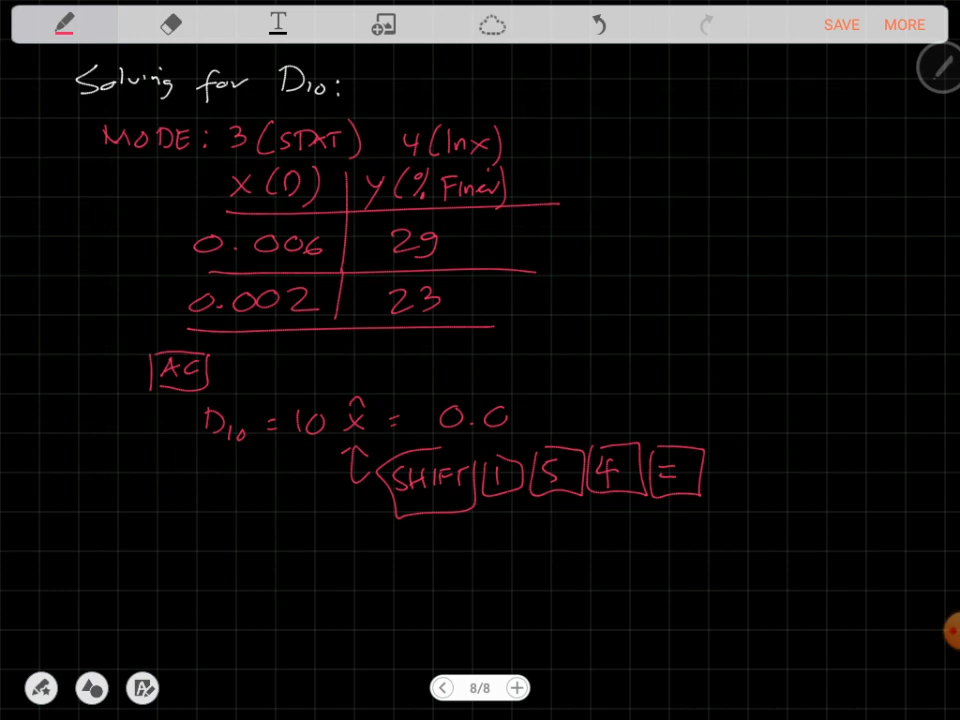 SAVE MORE
Solving for D10:
MODE: 3 (STAT) 4 (lnx)
X (D) Y (% Finer)
0.006 29
0.002 23
AC
D10 = 10 x̂ = 0.0
SHIFT 1 5 4 =
8/8